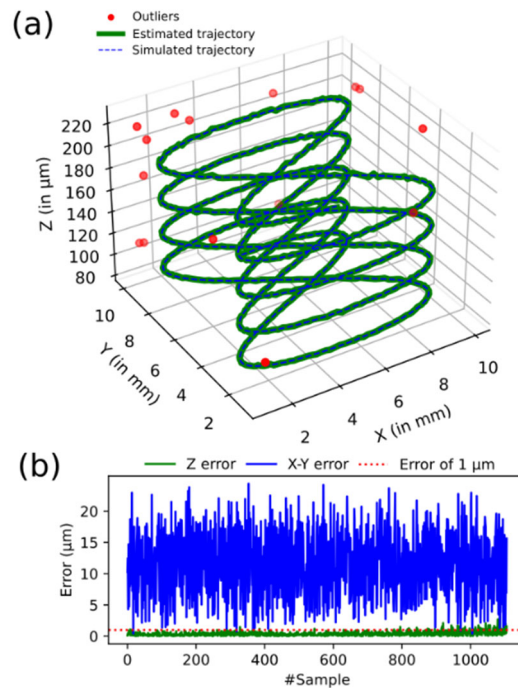 (a)
Outliers
Estimated trajectory
Simulated trajectory
Z (in µm)
220
200
180
160
140
120
100
80
10
8
6
4
2
Y (in mm)
2
4
6
8
10
X (in mm)
(b)
Z error X-Y error Error of 1 µm
Error (µm)
20
15
10
5
0
0 200 400 600 800 1000
#Sample